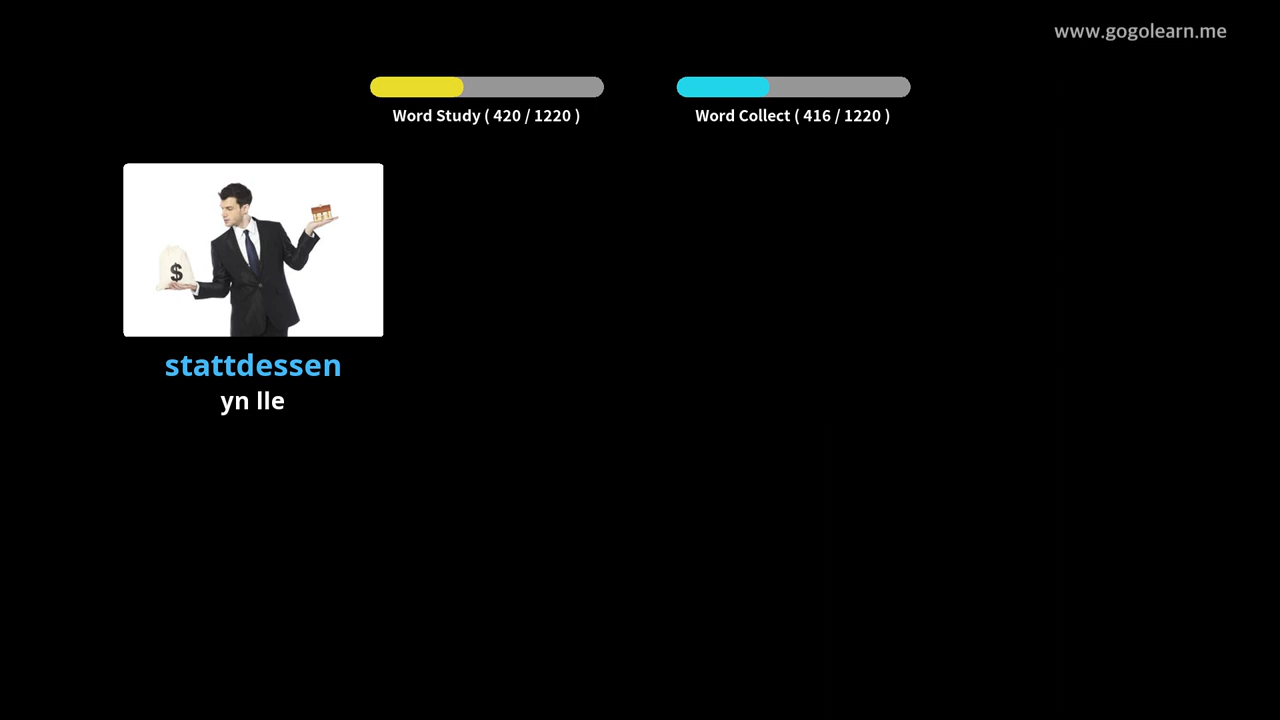 www.gogolearn.me
Word Study ( 420 / 1220 )
Word Collect ( 416 / 1220 )
$
stattdessen
yn lle